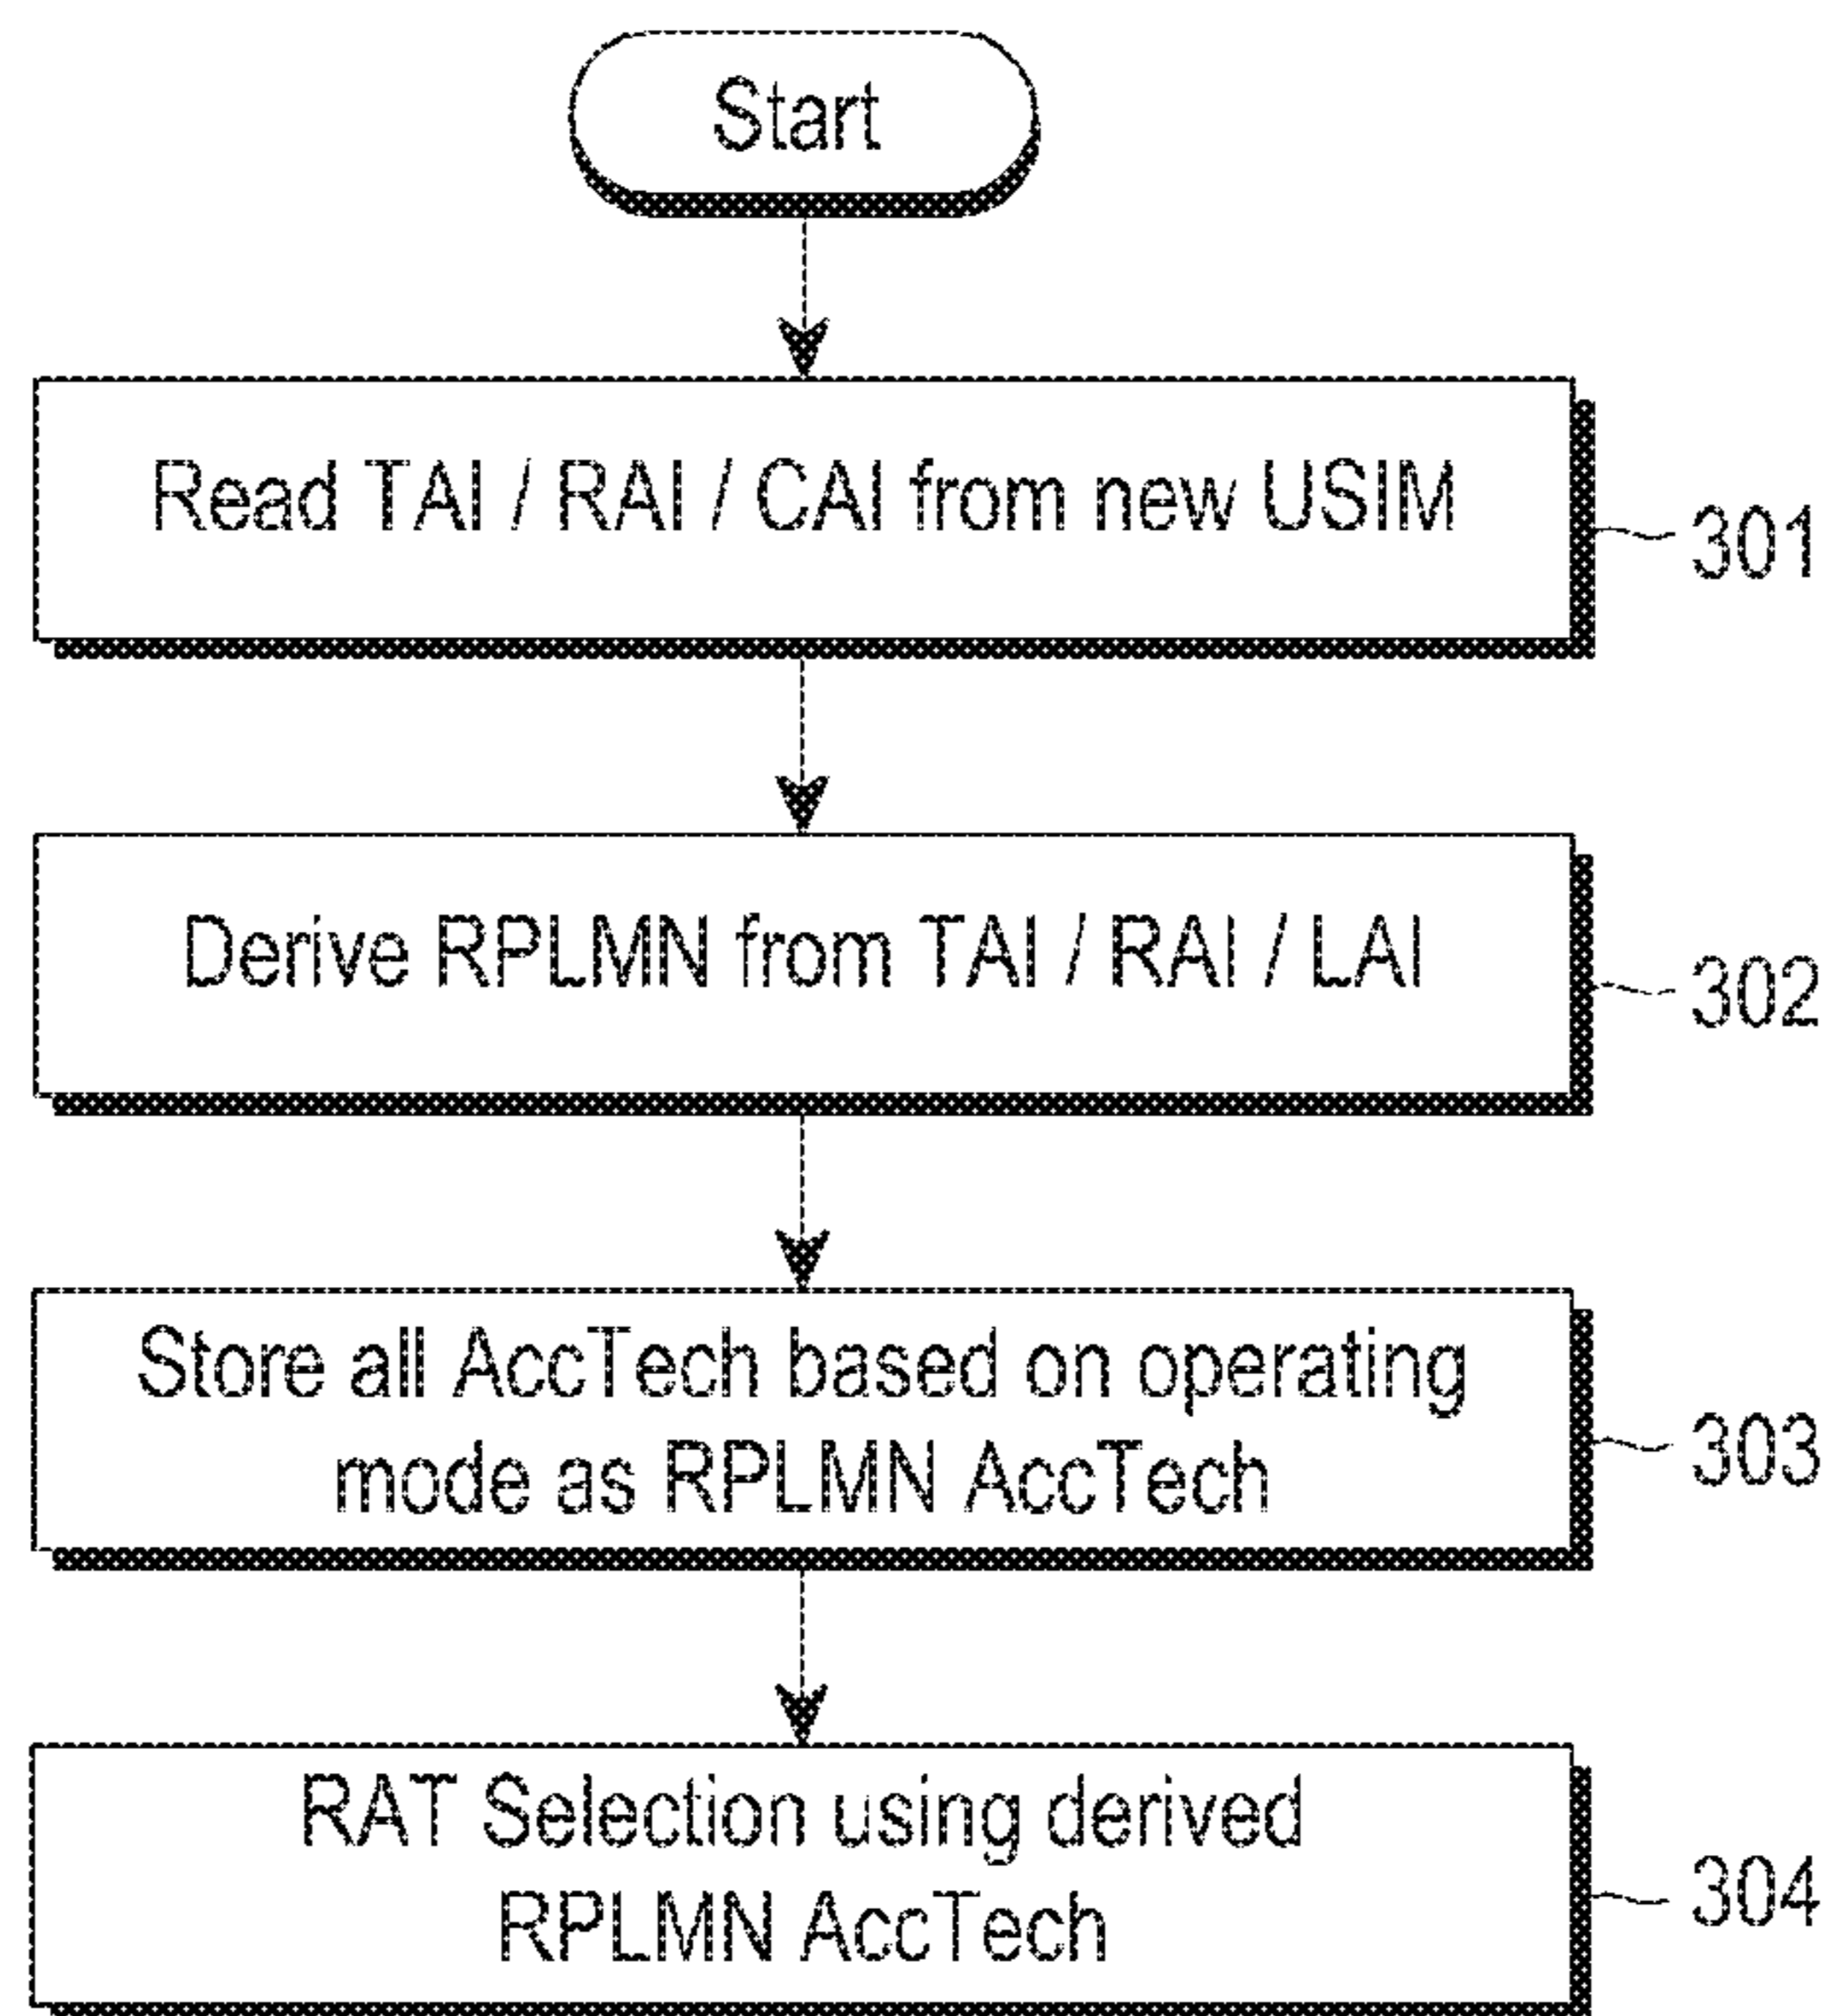 Start
Read TAI / RAI / CAI from new USIM
301
Derive RPLMN from TAI / RAI / LAI
302
Store all AccTech based on operating
mode as RPLMN AccTech
303
RAT Selection using derived
RPLMN AccTech
304